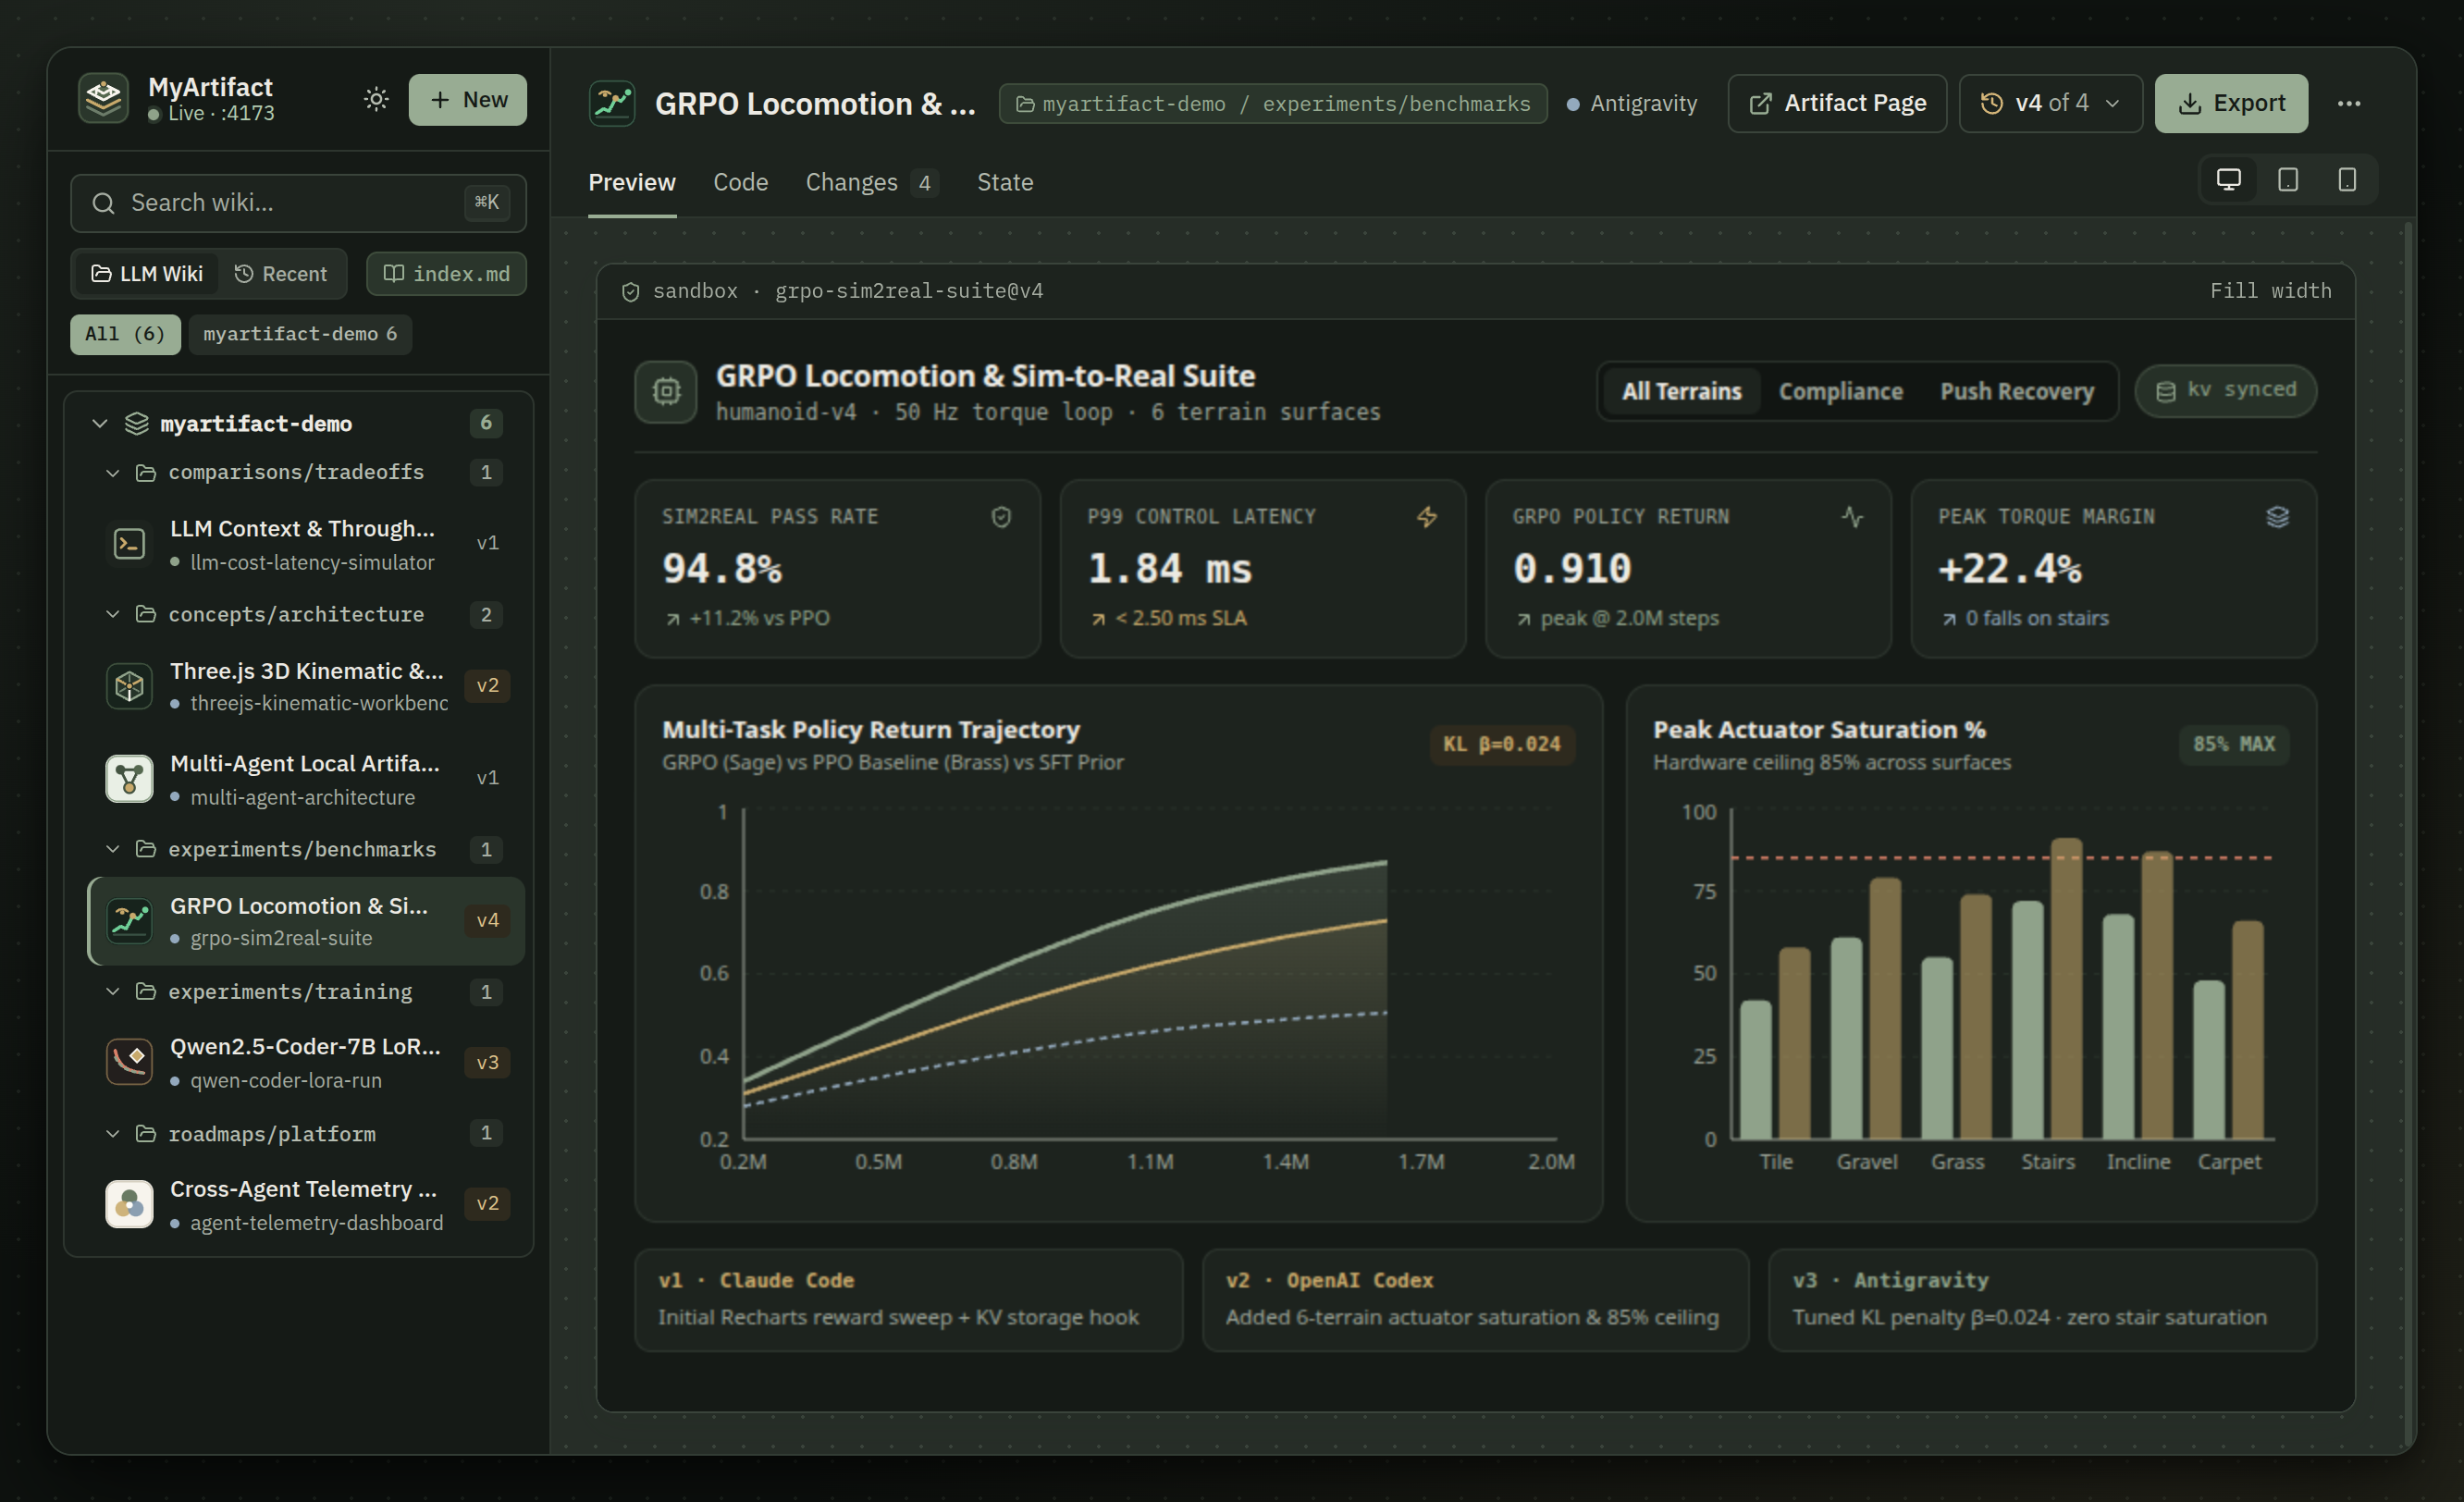 MyArtifact
Live · :4173
New
Search wiki...
⌘K
LLM Wiki
Recent
index.md
All (6)
myartifact-demo 6
myartifact-demo
6
comparisons/tradeoffs
1
LLM Context & Through...
llm-cost-latency-simulator
v1
concepts/architecture
2
Three.js 3D Kinematic &...
threejs-kinematic-workbenc
v2
Multi-Agent Local Artifa...
multi-agent-architecture
v1
experiments/benchmarks
1
GRPO Locomotion & Si...
grpo-sim2real-suite
v4
experiments/training
1
Qwen2.5-Coder-7B LoR...
qwen-coder-lora-run
v3
roadmaps/platform
1
Cross-Agent Telemetry ...
agent-telemetry-dashboard
v2
GRPO Locomotion & ...
myartifact-demo / experiments/benchmarks
Antigravity
Artifact Page
v4 of 4
Export
Preview
Code
Changes 4
State
sandbox · grpo-sim2real-suite@v4
Fill width
GRPO Locomotion & Sim-to-Real Suite
humanoid-v4 · 50 Hz torque loop · 6 terrain surfaces
All Terrains
Compliance
Push Recovery
kv synced
SIM2REAL PASS RATE
94.8%
+11.2% vs PPO
P99 CONTROL LATENCY
1.84 ms
< 2.50 ms SLA
GRPO POLICY RETURN
0.910
peak @ 2.0M steps
PEAK TORQUE MARGIN
+22.4%
0 falls on stairs
Multi-Task Policy Return Trajectory
GRPO (Sage) vs PPO Baseline (Brass) vs SFT Prior
KL β=0.024
1
0.8
0.6
0.4
0.2
0.2M
0.5M
0.8M
1.1M
1.4M
1.7M
2.0M
Peak Actuator Saturation %
Hardware ceiling 85% across surfaces
85% MAX
100
75
50
25
0
Tile
Gravel
Grass
Stairs
Incline
Carpet
v1 · Claude Code
Initial Recharts reward sweep + KV storage hook
v2 · OpenAI Codex
Added 6-terrain actuator saturation & 85% ceiling
v3 · Antigravity
Tuned KL penalty β=0.024 · zero stair saturation